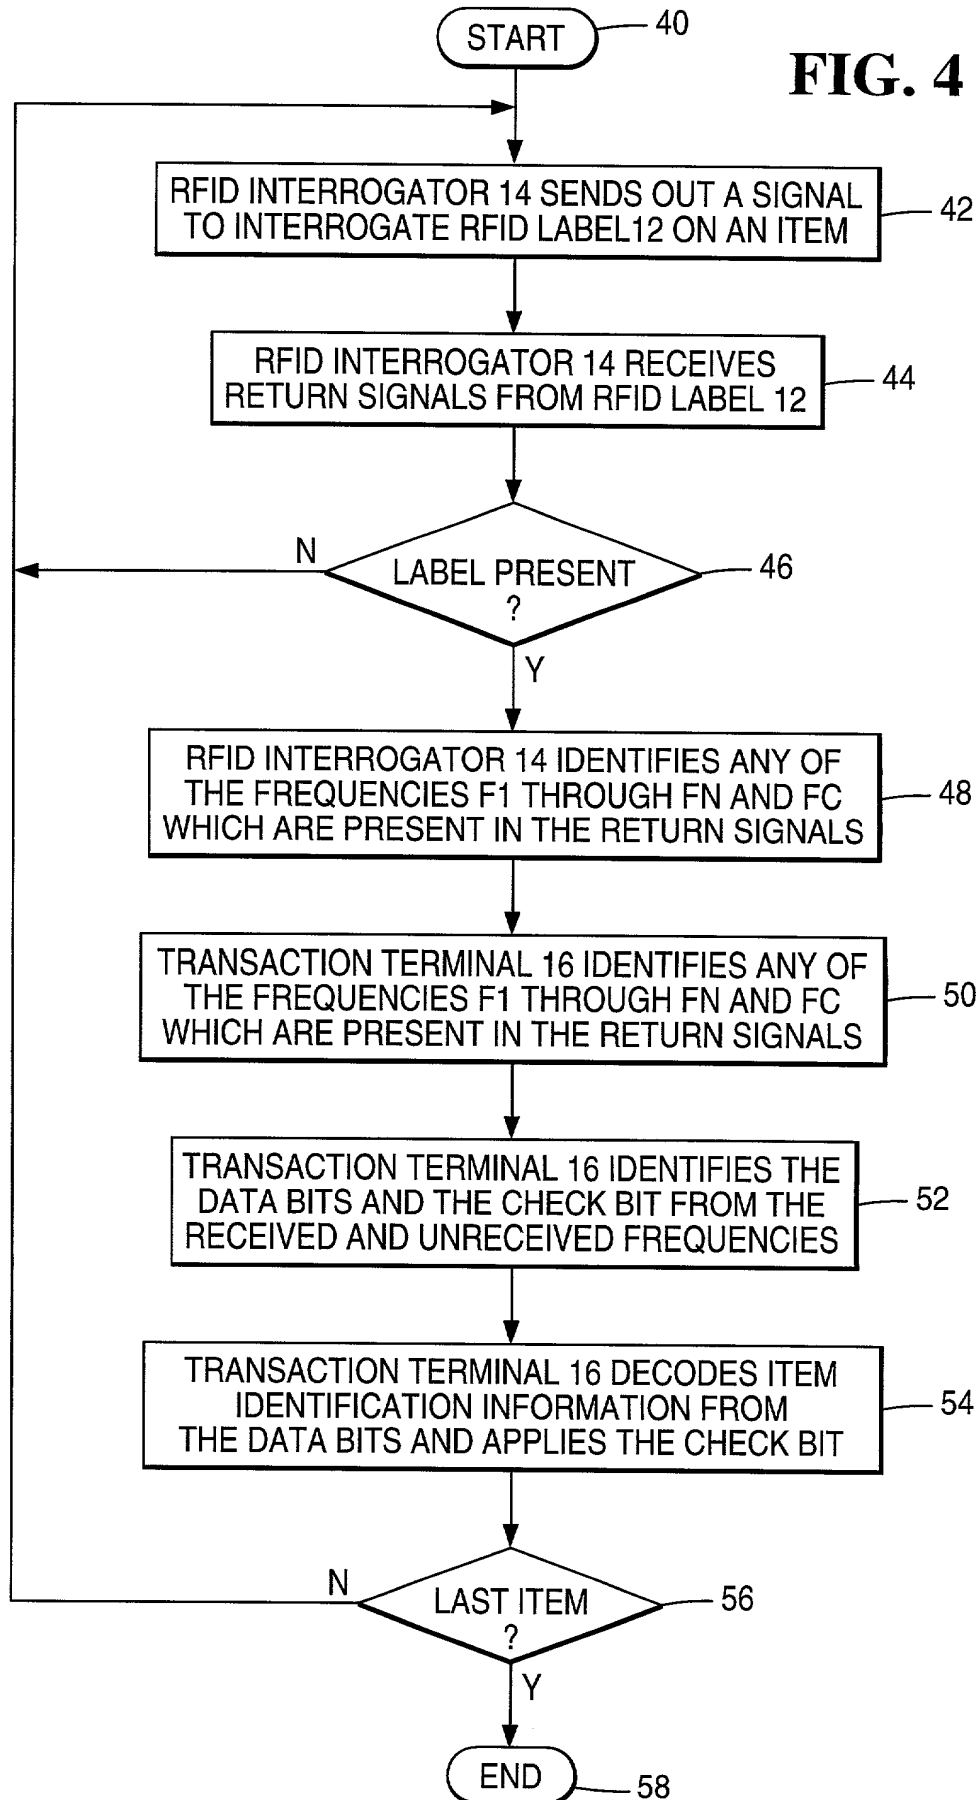 START
40
FIG. 4
RFID INTERROGATOR 14 SENDS OUT A SIGNAL
TO INTERROGATE RFID LABEL12 ON AN ITEM
42
RFID INTERROGATOR 14 RECEIVES
RETURN SIGNALS FROM RFID LABEL 12
44
N
LABEL PRESENT
?
46
Y
RFID INTERROGATOR 14 IDENTIFIES ANY OF
THE FREQUENCIES F1 THROUGH FN AND FC
WHICH ARE PRESENT IN THE RETURN SIGNALS
48
TRANSACTION TERMINAL 16 IDENTIFIES ANY OF
THE FREQUENCIES F1 THROUGH FN AND FC
WHICH ARE PRESENT IN THE RETURN SIGNALS
50
TRANSACTION TERMINAL 16 IDENTIFIES THE
DATA BITS AND THE CHECK BIT FROM THE
RECEIVED AND UNRECEIVED FREQUENCIES
52
TRANSACTION TERMINAL 16 DECODES ITEM
IDENTIFICATION INFORMATION FROM
THE DATA BITS AND APPLIES THE CHECK BIT
54
N
LAST ITEM
?
56
Y
END
58